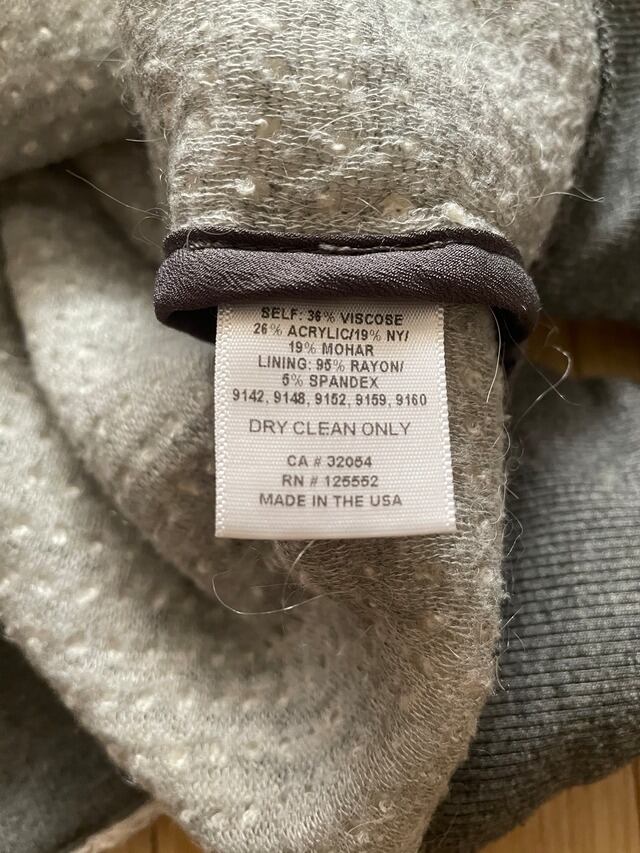 SELF: 36% VISCOSE
26% ACRYLIC/19% NY/
19% MOHAR
LINING: 95% RAYON/
5% SPANDEX
9142, 9148, 9152, 9159, 9160
DRY CLEAN ONLY
CA # 32054
RN # 125552
MADE IN THE USA